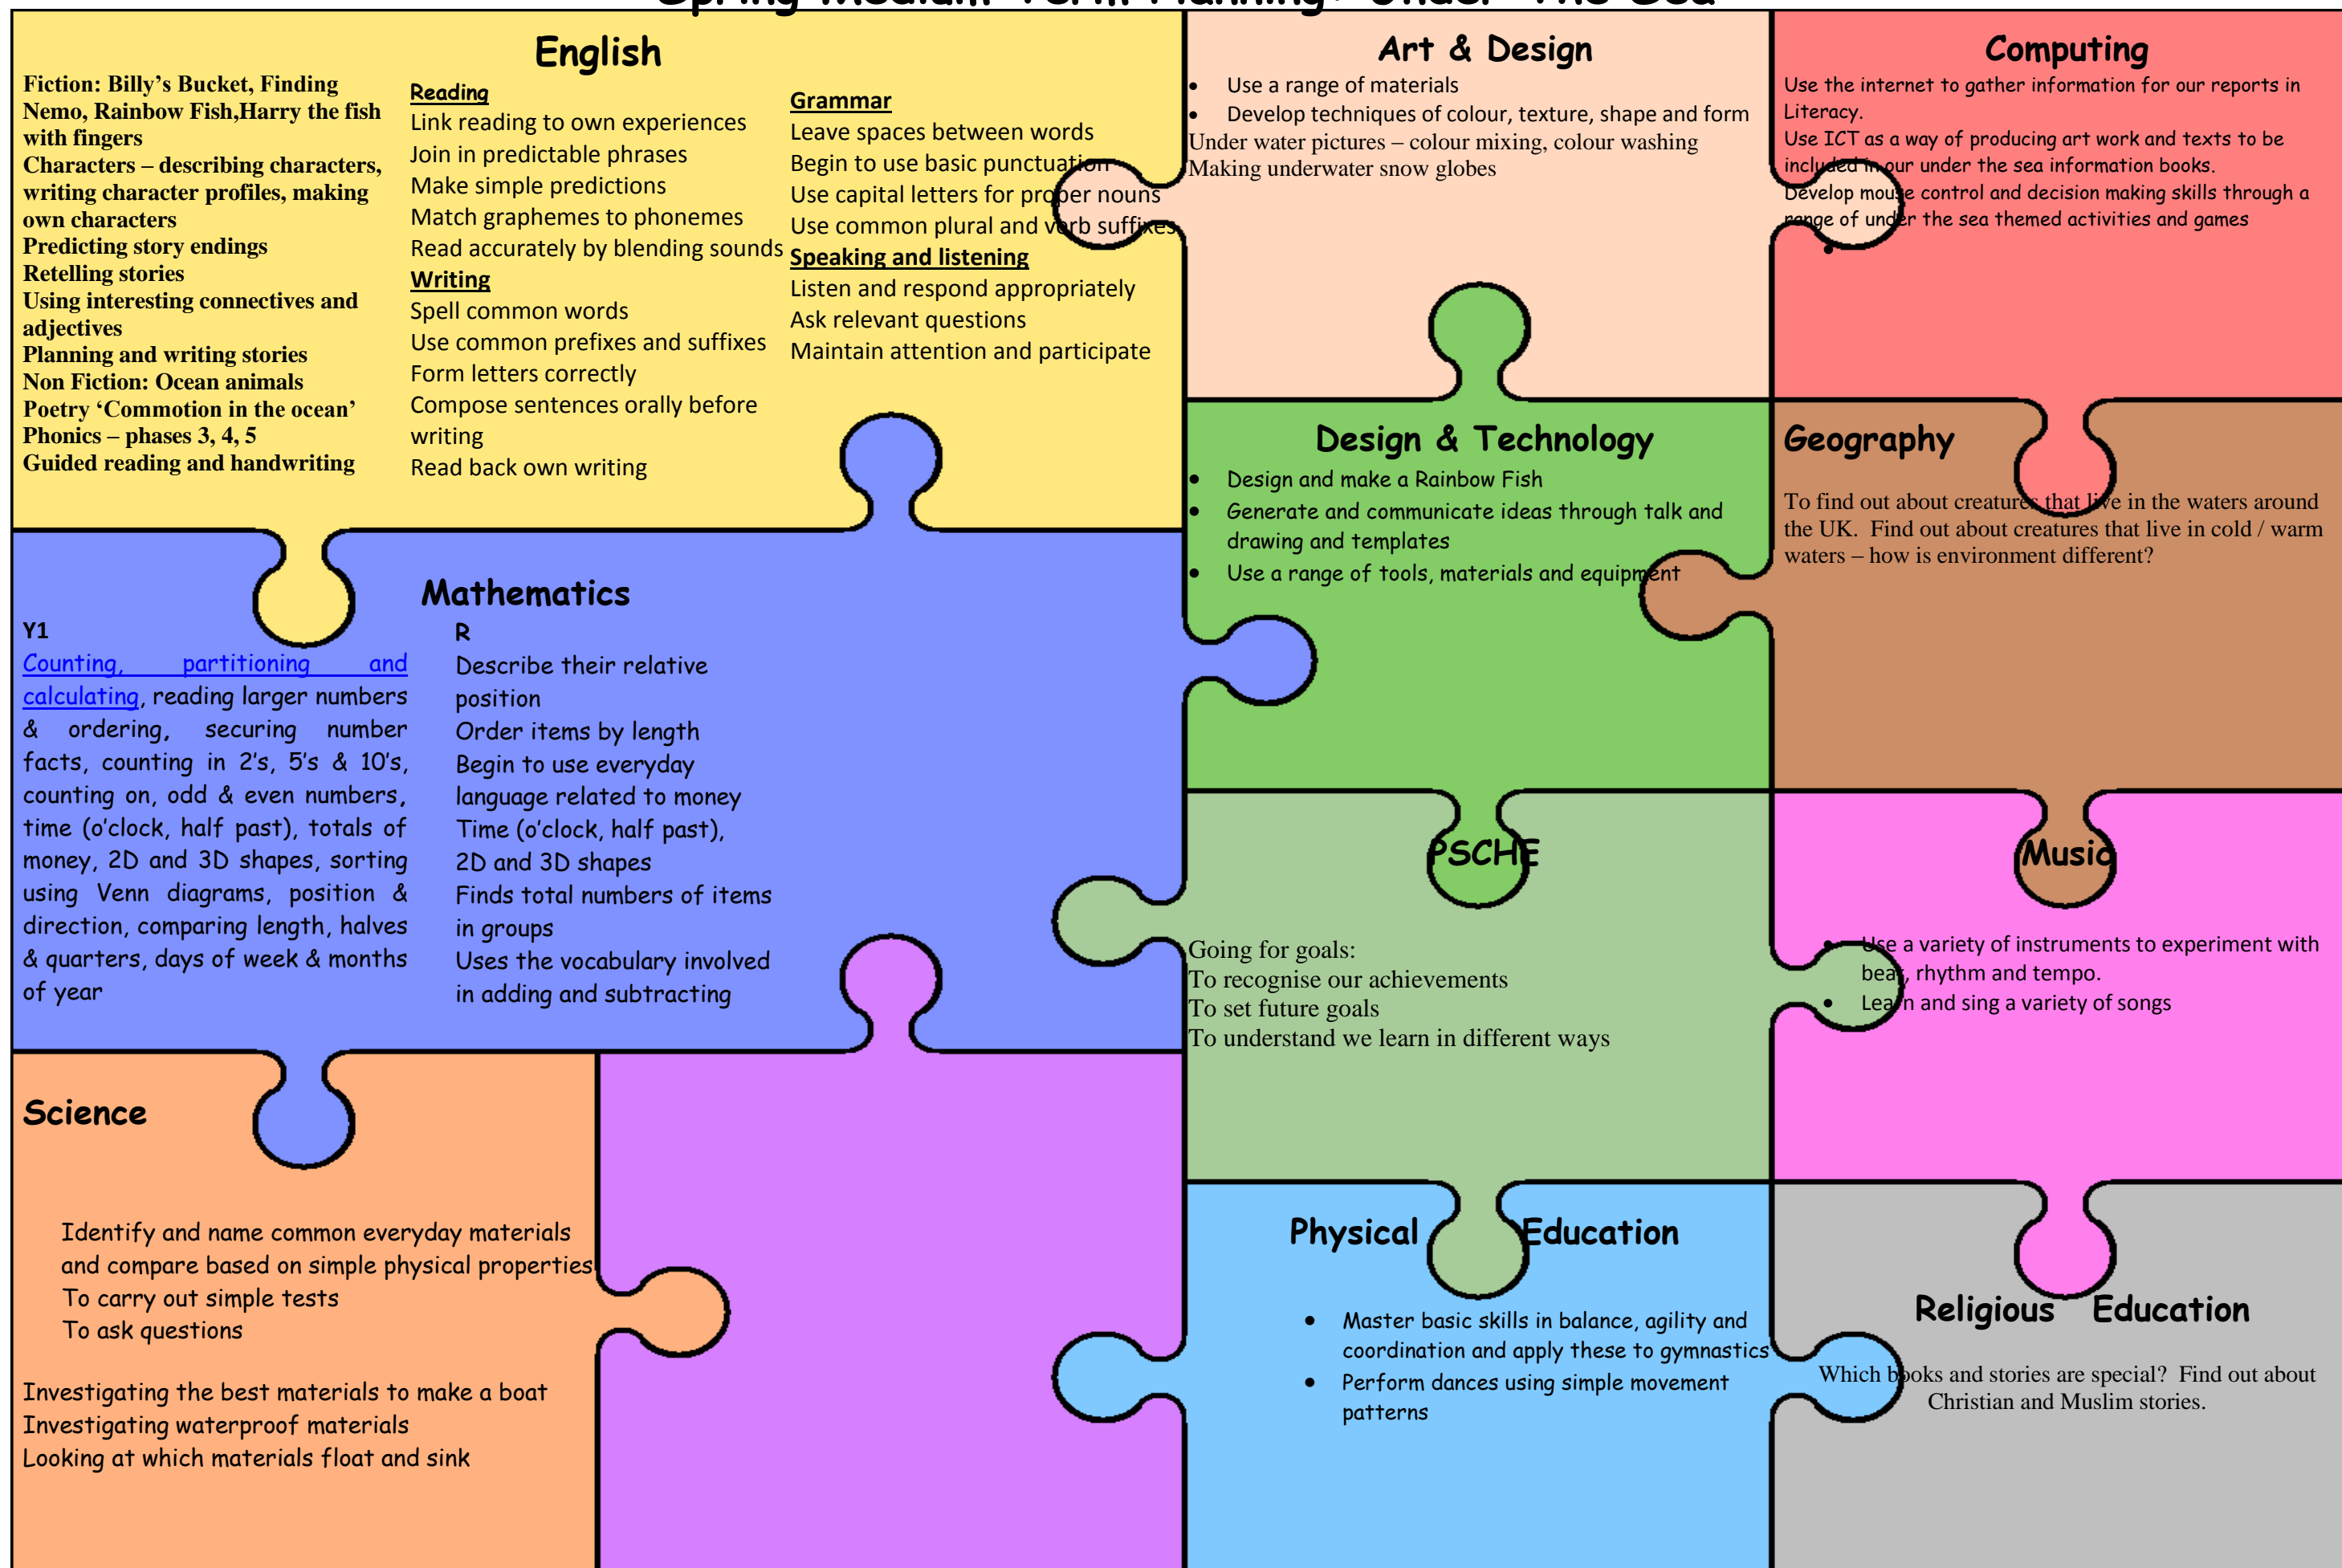 Spring Medium Term Planning: Under The Sea
English
Fiction: Billy's Bucket, Finding
Nemo, Rainbow Fish,Harry the fish
with fingers
Characters – describing characters,
writing character profiles, making
own characters
Predicting story endings
Retelling stories
Using interesting connectives and
adjectives
Planning and writing stories
Non Fiction: Ocean animals
Poetry 'Commotion in the ocean'
Phonics – phases 3, 4, 5
Guided reading and handwriting
Reading
Link reading to own experiences
Join in predictable phrases
Make simple predictions
Match graphemes to phonemes
Read accurately by blending sounds
Writing
Spell common words
Use common prefixes and suffixes
Form letters correctly
Compose sentences orally before
writing
Read back own writing
Grammar
Leave spaces between words
Begin to use basic punctuation
Use capital letters for proper nouns
Use common plural and verb suffixes
Speaking and listening
Listen and respond appropriately
Ask relevant questions
Maintain attention and participate
Art & Design
• Use a range of materials
• Develop techniques of colour, texture, shape and form
Under water pictures – colour mixing, colour washing
Making underwater snow globes
Computing
Use the internet to gather information for our reports in
Literacy.
Use ICT as a way of producing art work and texts to be
included in our under the sea information books.
Develop mouse control and decision making skills through a
range of under the sea themed activities and games
•
Design & Technology
• Design and make a Rainbow Fish
• Generate and communicate ideas through talk and
drawing and templates
• Use a range of tools, materials and equipment
Geography
To find out about creatures that live in the waters around
the UK.  Find out about creatures that live in cold / warm
waters – how is environment different?
Mathematics
Y1
Counting, partitioning and
calculating, reading larger numbers
& ordering, securing number
facts, counting in 2's, 5's & 10's,
counting on, odd & even numbers,
time (o'clock, half past), totals of
money, 2D and 3D shapes, sorting
using Venn diagrams, position &
direction, comparing length, halves
& quarters, days of week & months
of year
R
Describe their relative
position
Order items by length
Begin to use everyday
language related to money
Time (o'clock, half past),
2D and 3D shapes
Finds total numbers of items
in groups
Uses the vocabulary involved
in adding and subtracting
PSCHE
Going for goals:
To recognise our achievements
To set future goals
To understand we learn in different ways
Music
• Use a variety of instruments to experiment with
beat, rhythm and tempo.
• Learn and sing a variety of songs
Science
Identify and name common everyday materials
and compare based on simple physical properties
To carry out simple tests
To ask questions
Investigating the best materials to make a boat
Investigating waterproof materials
Looking at which materials float and sink
Physical Education
• Master basic skills in balance, agility and
coordination and apply these to gymnastics
• Perform dances using simple movement
patterns
Religious Education
Which books and stories are special?  Find out about
Christian and Muslim stories.